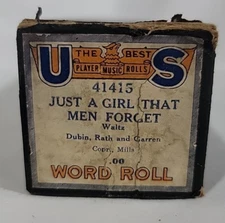 U S
THE BEST
PLAYER MUSIC ROLLS
41415
JUST A GIRL THAT
MEN FORGET
Waltz
Dubin, Rath and Garren
Copr. Mills
.00
WORD ROLL